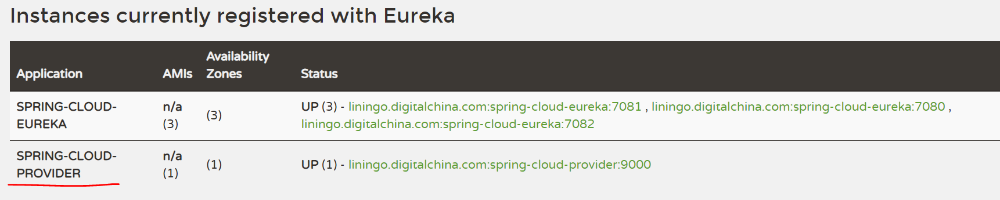 Instances currently registered with Eureka
Application AMIs Availability Zones Status
SPRING-CLOUD-EUREKA n/a (3) (3) UP (3) - liningo.digitalchina.com:spring-cloud-eureka:7081 , liningo.digitalchina.com:spring-cloud-eureka:7080 ,
liningo.digitalchina.com:spring-cloud-eureka:7082
SPRING-CLOUD-PROVIDER n/a (1) (1) UP (1) - liningo.digitalchina.com:spring-cloud-provider:9000